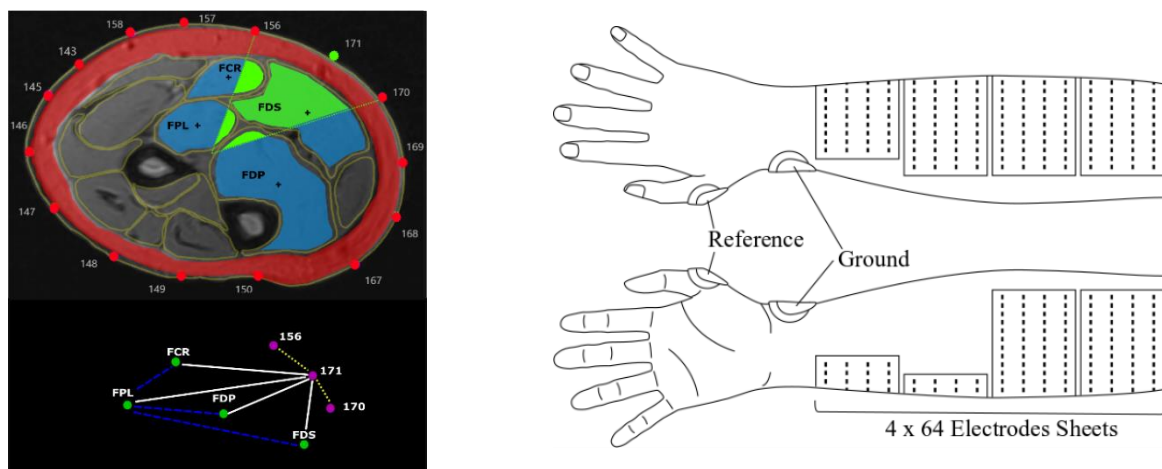 157
158
156
143
171
FCR
145
170
FDS
FPL
146
169
FDP
147
168
148
167
149
150
156
FCR
171
FPL
FDP
170
FDS
Reference
Ground
4 x 64 Electrodes Sheets